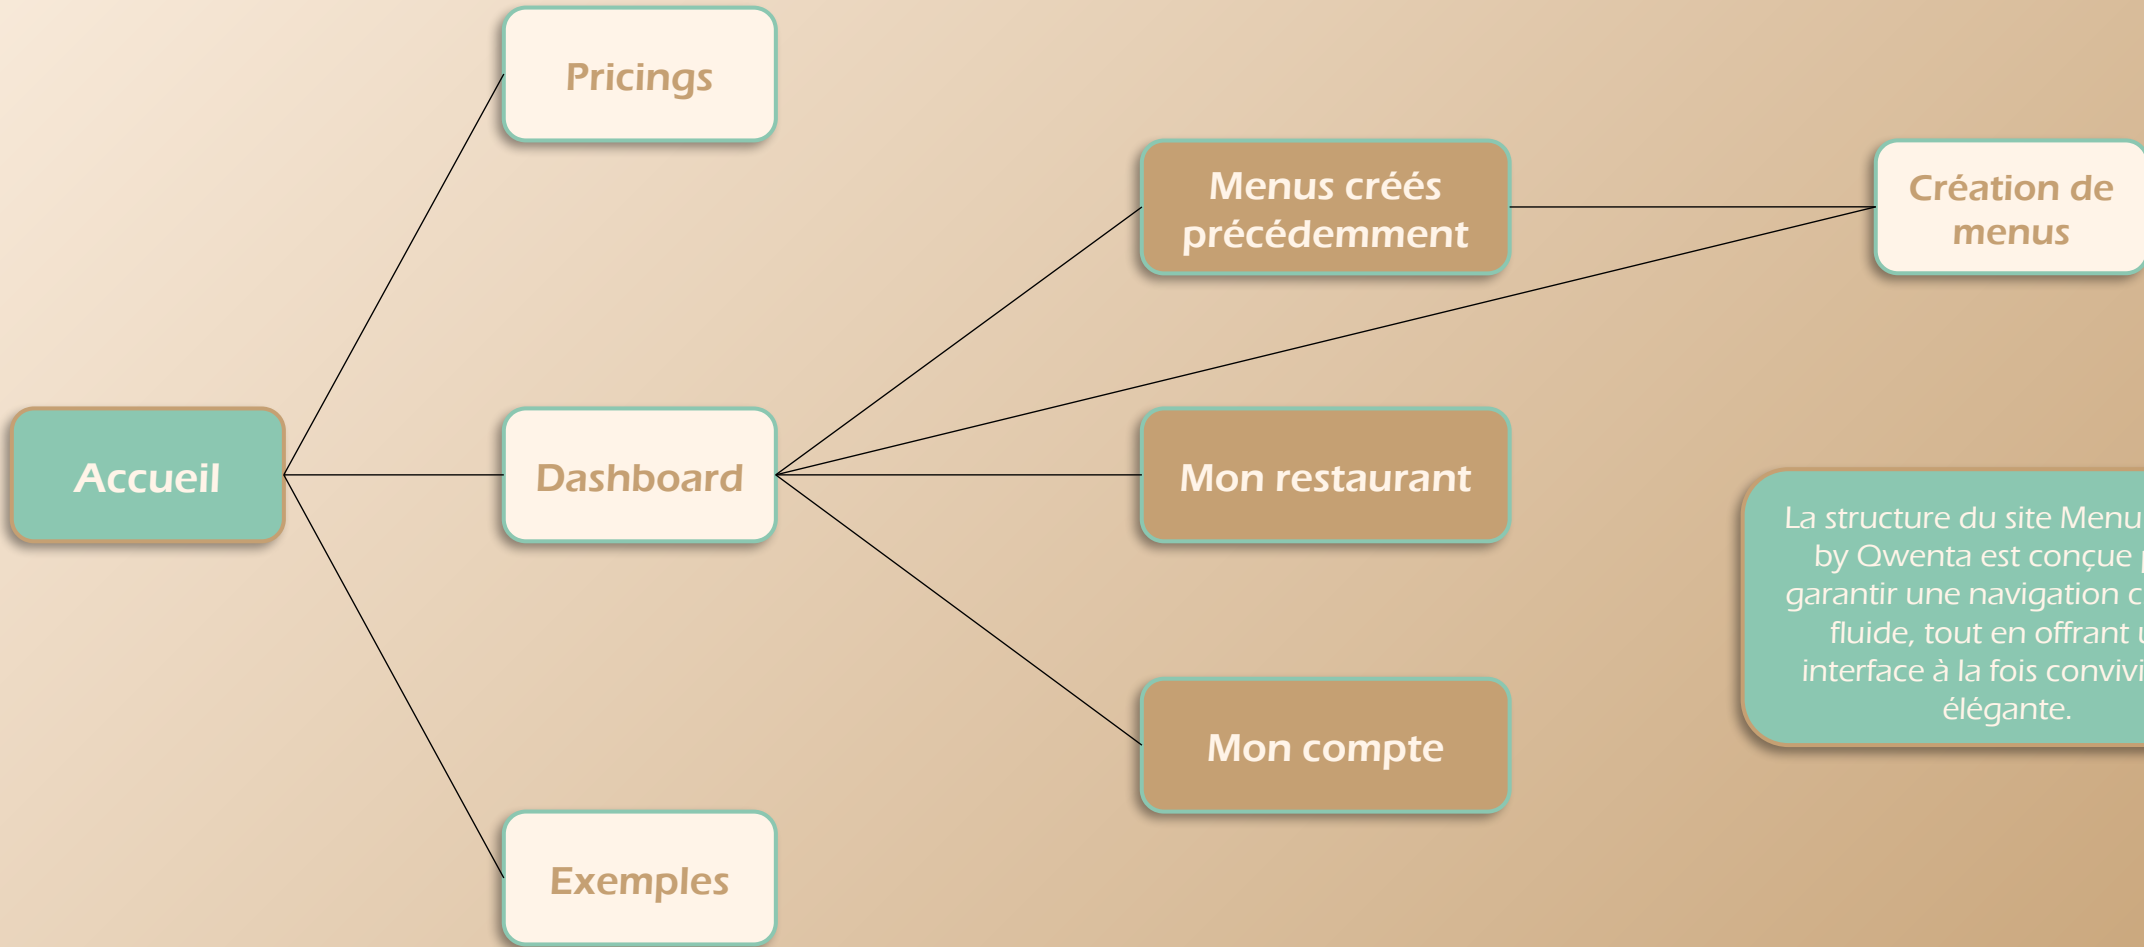 Pricings
Menus créés
précédemment
Création de
menus
Accueil
Dashboard
Mon restaurant
Mon compte
Exemples
La structure du site Menu
by Qwenta est conçue
garantir une navigation
fluide, tout en offrant
interface à la fois
élégante.